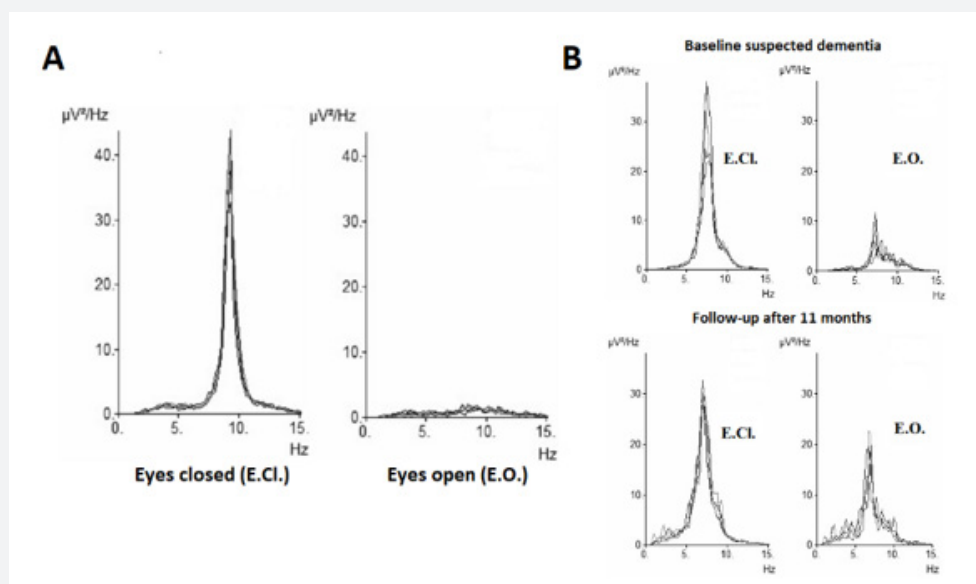 A
μV²/Hz
40.
30.
20.
10.
0.
0.
5.
10.
15.
Hz
Eyes closed (E.Cl.)
μV²/Hz
40.
30.
20.
10.
0.
0.
5.
10.
15.
Hz
Eyes open (E.O.)
B
Baseline suspected dementia
μV²/Hz
30.
20.
10.
0.
0.
5.
10.
15.
Hz
E.Cl.
μV²/Hz
30.
20.
10.
0.
0.
5.
10.
15.
Hz
E.O.
Follow-up after 11 months
μV²/Hz
30.
20.
10.
0.
0.
5.
10.
15.
Hz
E.Cl.
μV²/Hz
30.
20.
10.
0.
0.
5.
10.
15.
Hz
E.O.